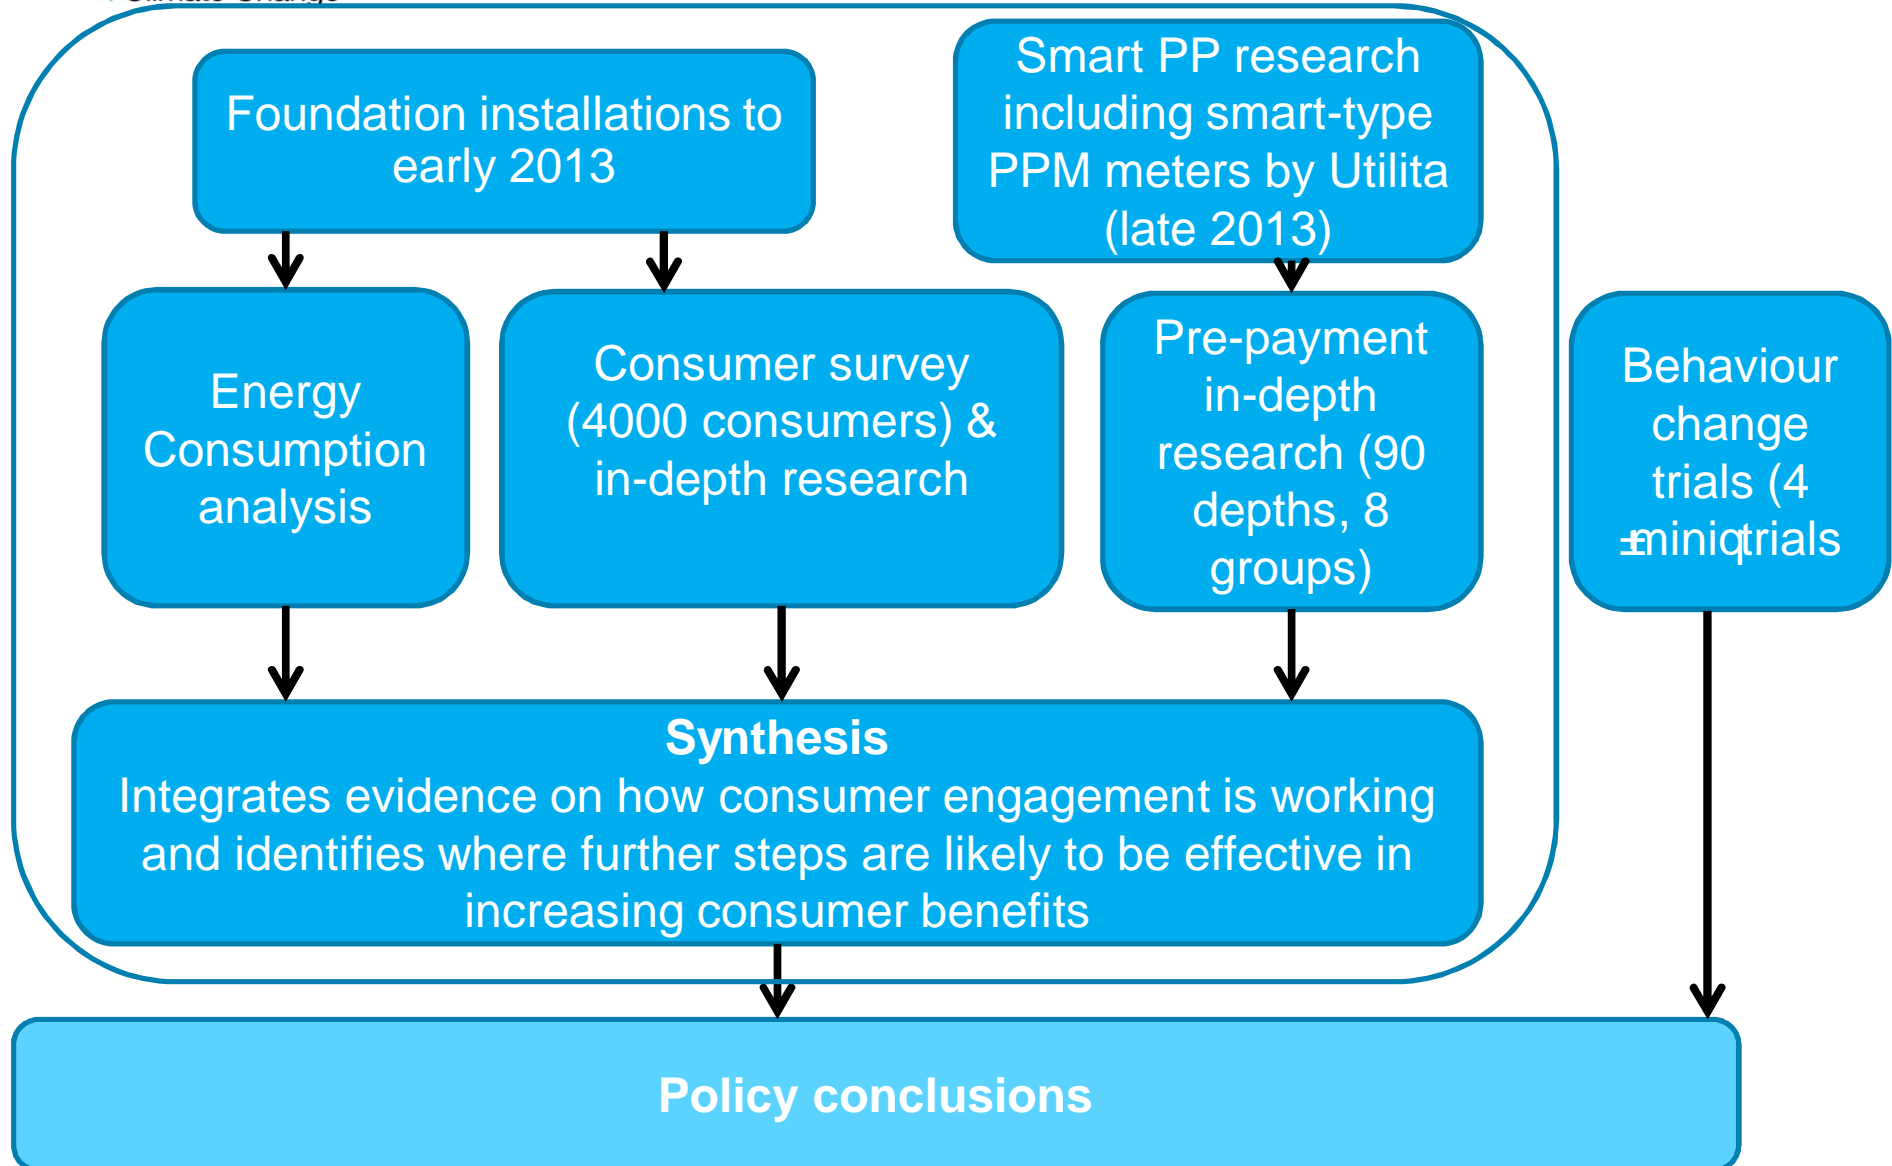 Climate Change
Foundation installations to
early 2013
Smart PP research
including smart-type
PPM meters by Utilita
(late 2013)
Energy
Consumption
analysis
Consumer survey
(4000 consumers) &
in-depth research
Pre-payment
in-depth
research (90
depths, 8
groups)
Behaviour
change
trials (4
±miniqtrials
Synthesis
Integrates evidence on how consumer engagement is working
and identifies where further steps are likely to be effective in
increasing consumer benefits
Policy conclusions